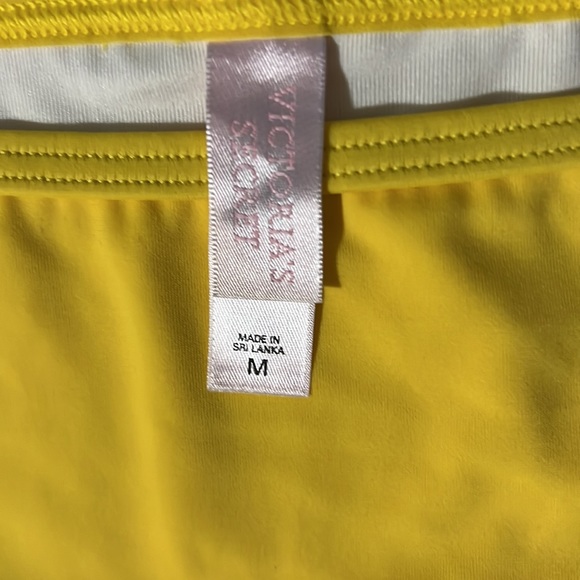 VICTORIA'S
SECRET
MADE IN
SRI LANKA
M